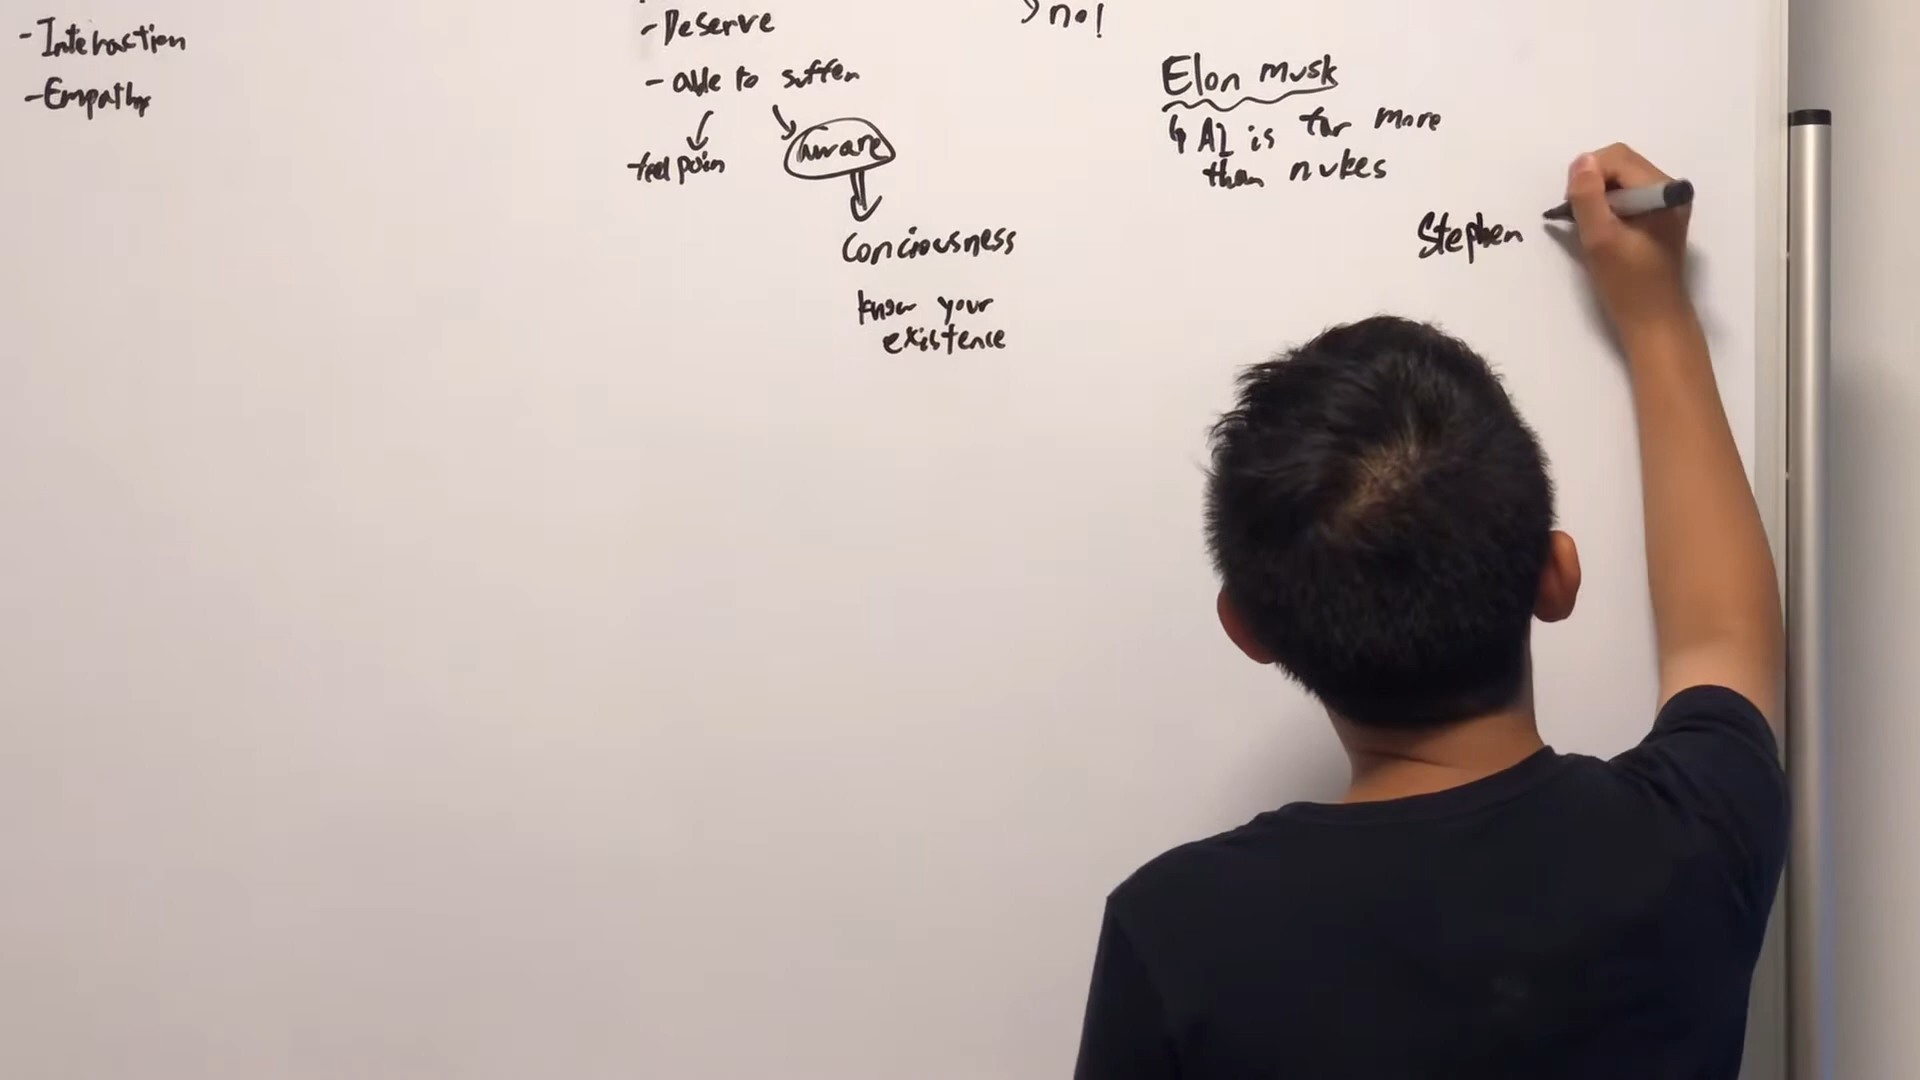 - Interaction
- Empathy
- Deserve
- able to suffer
feel pain
aware
Conciousness
know your
existence
no!
Elon musk
↳ AI is far more
than nukes
Stephen